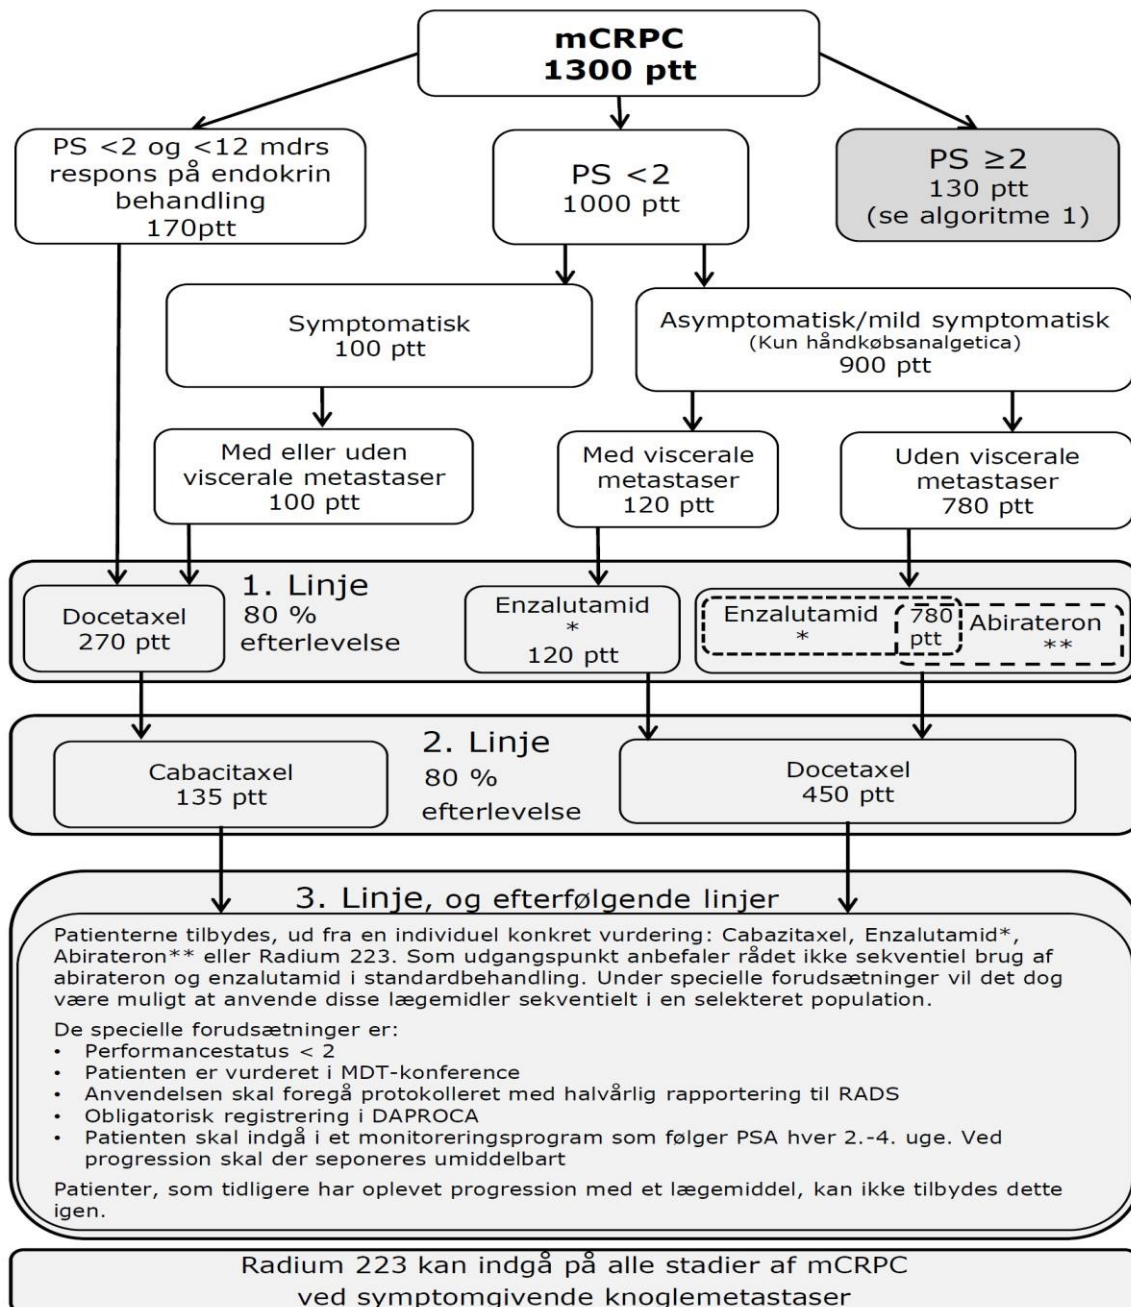 mCRPC
1300 ptt
PS <2 og <12 mdrs
respons på endokrin
behandling
170ptt
PS <2
1000 ptt
PS ≥2
130 ptt
(se algoritme 1)
Symptomatisk
100 ptt
Asymptomatisk/mild symptomatisk
(Kun håndkøbsanalgetica)
900 ptt
Med eller uden
viscerale metastaser
100 ptt
Med viscerale
metastaser
120 ptt
Uden viscerale
metastaser
780 ptt
1. Linje
80 %
efterlevelse
Docetaxel
270 ptt
Enzalutamid
*
120 ptt
Enzalutamid
*
780
ptt
Abirateron
**
2. Linje
80 %
efterlevelse
Cabacitaxel
135 ptt
Docetaxel
450 ptt
3. Linje, og efterfølgende linjer
Patienterne tilbydes, ud fra en individuel konkret vurdering: Cabazitaxel, Enzalutamid*,
Abirateron** eller Radium 223. Som udgangspunkt anbefaler rådet ikke sekventiel brug af
abirateron og enzalutamid i standardbehandling. Under specielle forudsætninger vil det dog
være muligt at anvende disse lægemidler sekventielt i en selekteret population.
De specielle forudsætninger er:
• Performancestatus < 2
• Patienten er vurderet i MDT-konference
• Anvendelsen skal foregå protokolleret med halvårlig rapportering til RADS
• Obligatorisk registrering i DAPROCA
• Patienten skal indgå i et monitoreringsprogram som følger PSA hver 2.-4. uge. Ved
progression skal der seponeres umiddelbart
Patienter, som tidligere har oplevet progression med et lægemiddel, kan ikke tilbydes dette
igen.
Radium 223 kan indgå på alle stadier af mCRPC
ved symptomgivende knoglemetastaser